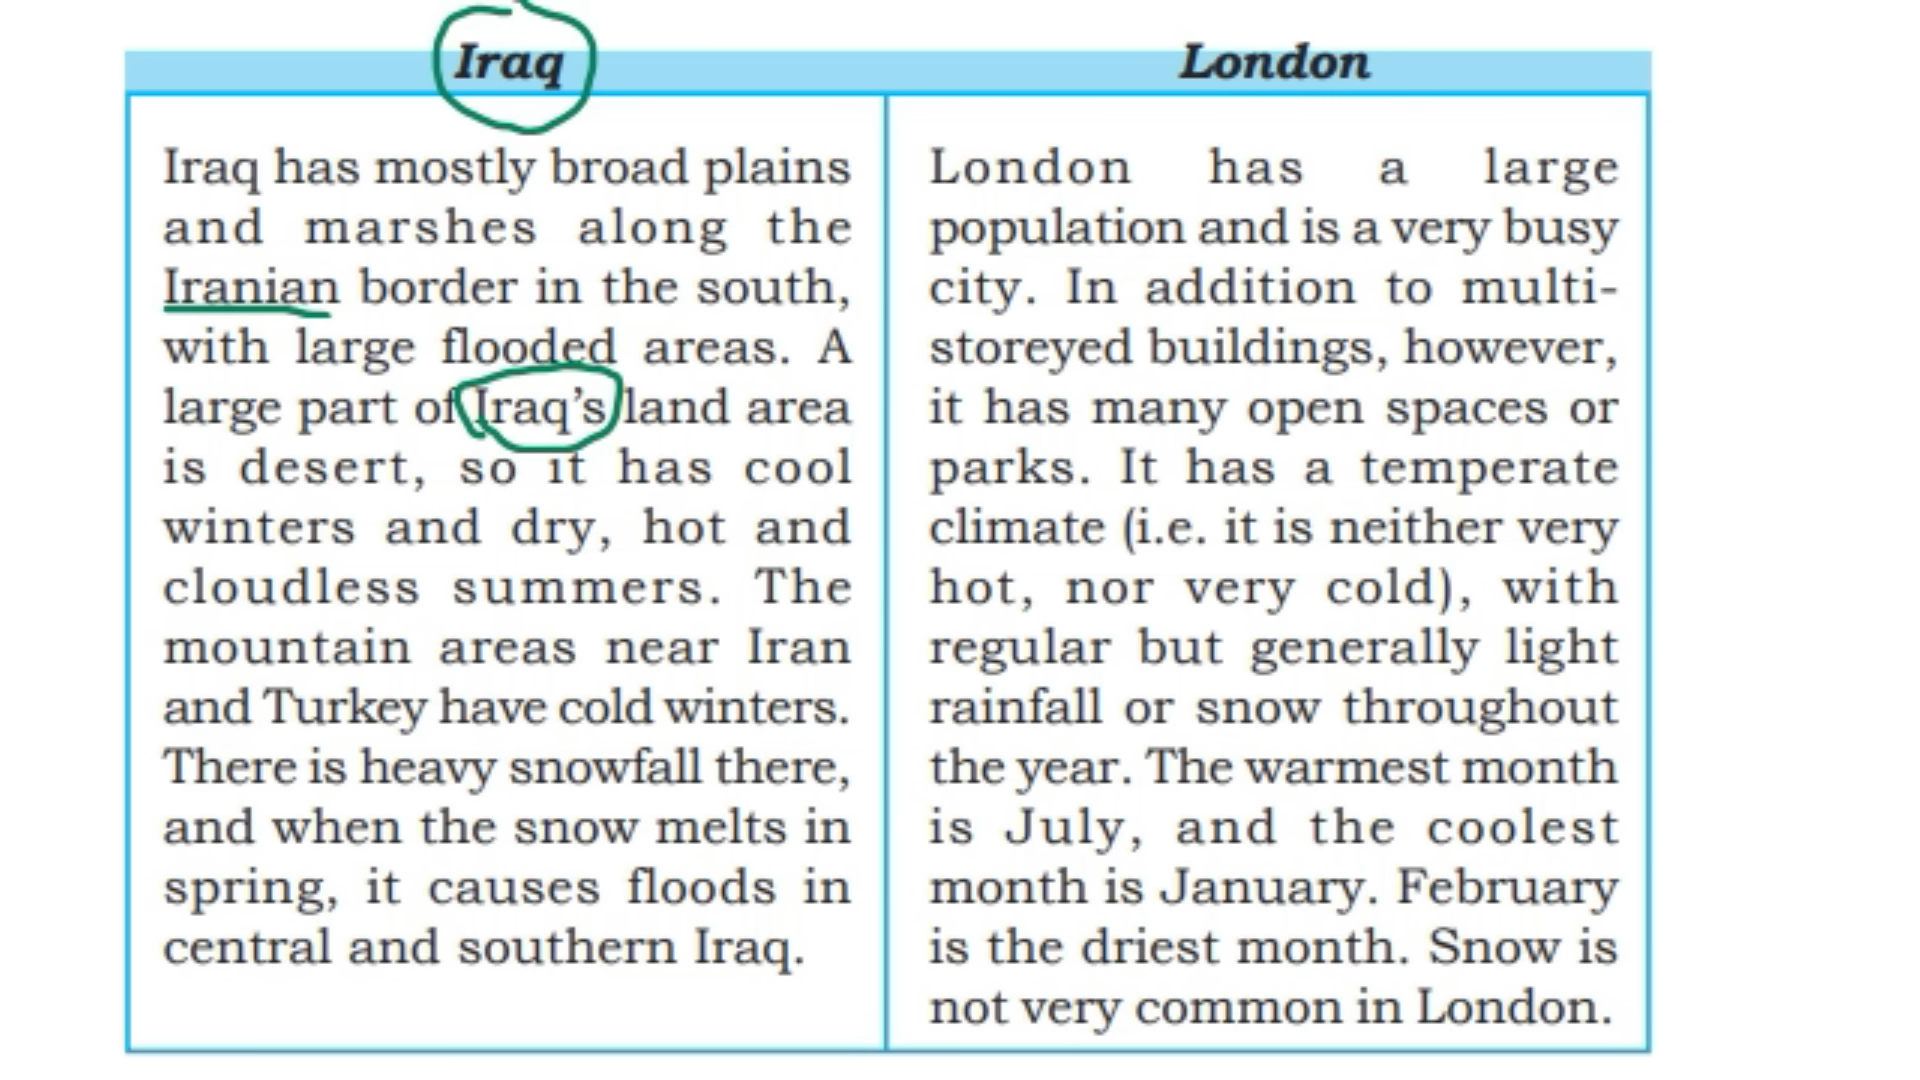 Iraq
Iraq has mostly broad plains
and marshes along the
Iranian border in the south,
with large flooded areas. A
large part of Iraq's land area
is desert, so it has cool
winters and dry, hot and
cloudless summers. The
mountain areas near Iran
and Turkey have cold winters.
There is heavy snowfall there,
and when the snow melts in
spring, it causes floods in
central and southern Iraq.
London
London has a large
population and is a very busy
city. In addition to multi-
storeyed buildings, however,
it has many open spaces or
parks. It has a temperate
climate (i.e. it is neither very
hot, nor very cold), with
regular but generally light
rainfall or snow throughout
the year. The warmest month
is July, and the coolest
month is January. February
is the driest month. Snow is
not very common in London.